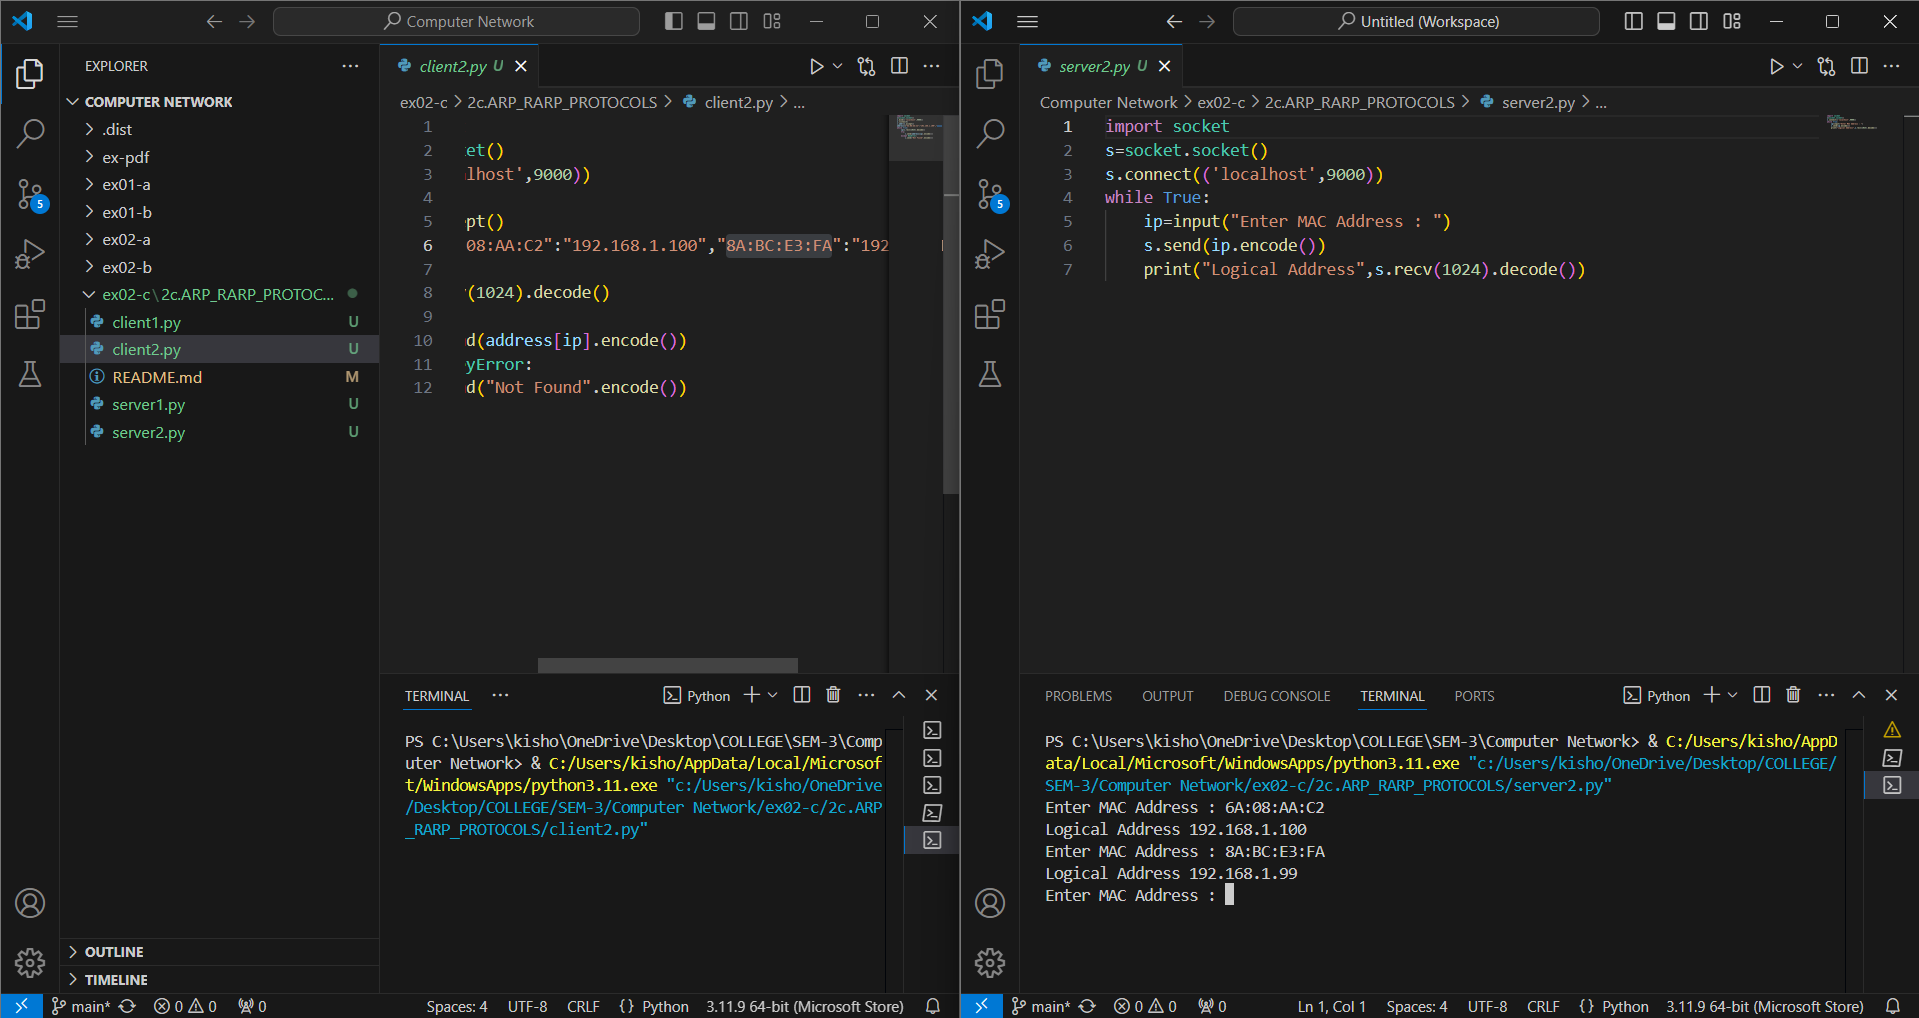 Computer Network
EXPLORER
COMPUTER NETWORK
.dist
ex-pdf
ex01-a
ex01-b
ex02-a
ex02-b
ex02-c\2c.ARP_RARP_PROTOC...
client1.py U
client2.py U
README.md M
server1.py U
server2.py U
OUTLINE
TIMELINE
5
client2.py U
ex02-c > 2c.ARP_RARP_PROTOCOLS > client2.py > ...
1
2 et()
3 lhost',9000))
4
5 pt()
6 08:AA:C2":"192.168.1.100","8A:BC:E3:FA":"192
7
8 (1024).decode()
9
10 d(address[ip].encode())
11 yError:
12 d("Not Found".encode())
TERMINAL ... Python
PS C:\Users\kisho\OneDrive\Desktop\COLLEGE\SEM-3\Comp
uter Network> & C:/Users/kisho/AppData/Local/Microsof
t/WindowsApps/python3.11.exe "c:/Users/kisho/OneDrive
/Desktop/COLLEGE/SEM-3/Computer Network/ex02-c/2c.ARP
_RARP_PROTOCOLS/client2.py"
main* 0 0 0 Spaces: 4 UTF-8 CRLF {} Python 3.11.9 64-bit (Microsoft Store)
Untitled (Workspace)
5
server2.py U
Computer Network > ex02-c > 2c.ARP_RARP_PROTOCOLS > server2.py > ...
1 import socket
2 s=socket.socket()
3 s.connect(('localhost',9000))
4 while True:
5 ip=input("Enter MAC Address : ")
6 s.send(ip.encode())
7 print("Logical Address",s.recv(1024).decode())
PROBLEMS OUTPUT DEBUG CONSOLE TERMINAL PORTS Python
PS C:\Users\kisho\OneDrive\Desktop\COLLEGE\SEM-3\Computer Network> & C:/Users/kisho/AppD
ata/Local/Microsoft/WindowsApps/python3.11.exe "c:/Users/kisho/OneDrive/Desktop/COLLEGE/
SEM-3/Computer Network/ex02-c/2c.ARP_RARP_PROTOCOLS/server2.py"
Enter MAC Address : 6A:08:AA:C2
Logical Address 192.168.1.100
Enter MAC Address : 8A:BC:E3:FA
Logical Address 192.168.1.99
Enter MAC Address :
main* 0 0 0 Ln 1, Col 1 Spaces: 4 UTF-8 CRLF {} Python 3.11.9 64-bit (Microsoft Store)